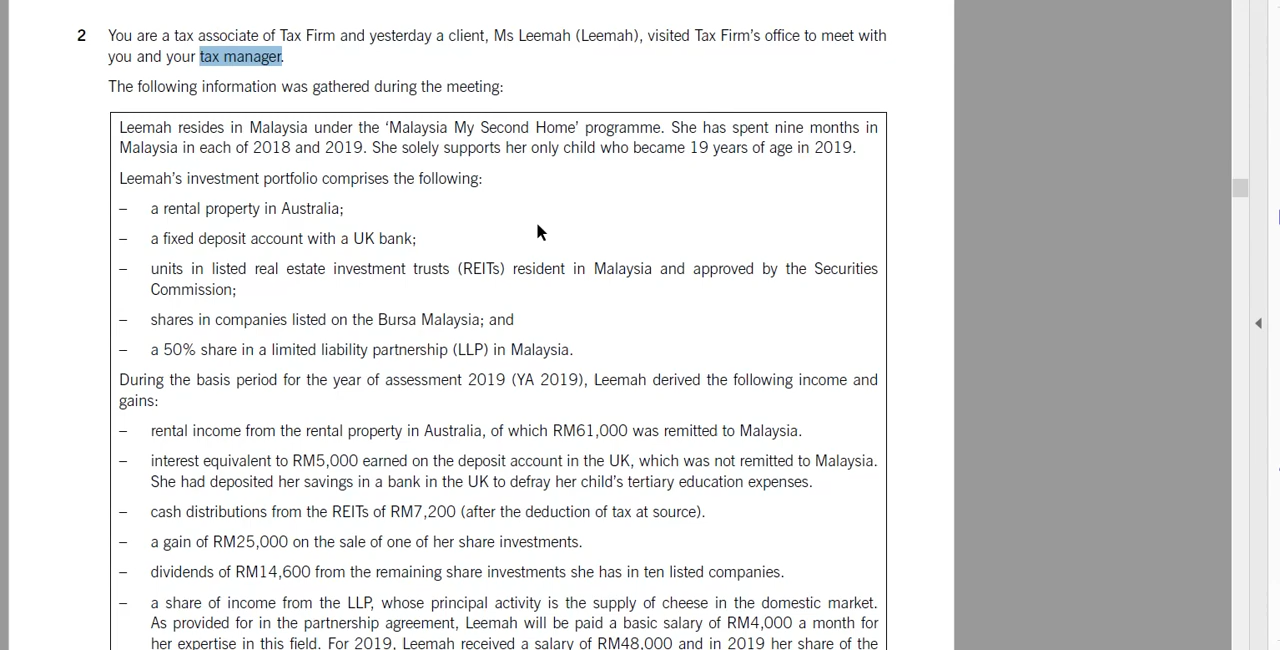 2 You are a tax associate of Tax Firm and yesterday a client, Ms Leemah (Leemah), visited Tax Firm's office to meet with
you and your tax manager.
The following information was gathered during the meeting:
Leemah resides in Malaysia under the 'Malaysia My Second Home' programme. She has spent nine months in
Malaysia in each of 2018 and 2019. She solely supports her only child who became 19 years of age in 2019.
Leemah's investment portfolio comprises the following:
– a rental property in Australia;
– a fixed deposit account with a UK bank;
– units in listed real estate investment trusts (REITs) resident in Malaysia and approved by the Securities
Commission;
– shares in companies listed on the Bursa Malaysia; and
– a 50% share in a limited liability partnership (LLP) in Malaysia.
During the basis period for the year of assessment 2019 (YA 2019), Leemah derived the following income and
gains:
– rental income from the rental property in Australia, of which RM61,000 was remitted to Malaysia.
– interest equivalent to RM5,000 earned on the deposit account in the UK, which was not remitted to Malaysia.
She had deposited her savings in a bank in the UK to defray her child's tertiary education expenses.
– cash distributions from the REITs of RM7,200 (after the deduction of tax at source).
– a gain of RM25,000 on the sale of one of her share investments.
– dividends of RM14,600 from the remaining share investments she has in ten listed companies.
– a share of income from the LLP, whose principal activity is the supply of cheese in the domestic market.
As provided for in the partnership agreement, Leemah will be paid a basic salary of RM4,000 a month for
her expertise in this field. For 2019, Leemah received a salary of RM48,000 and in 2019 her share of the